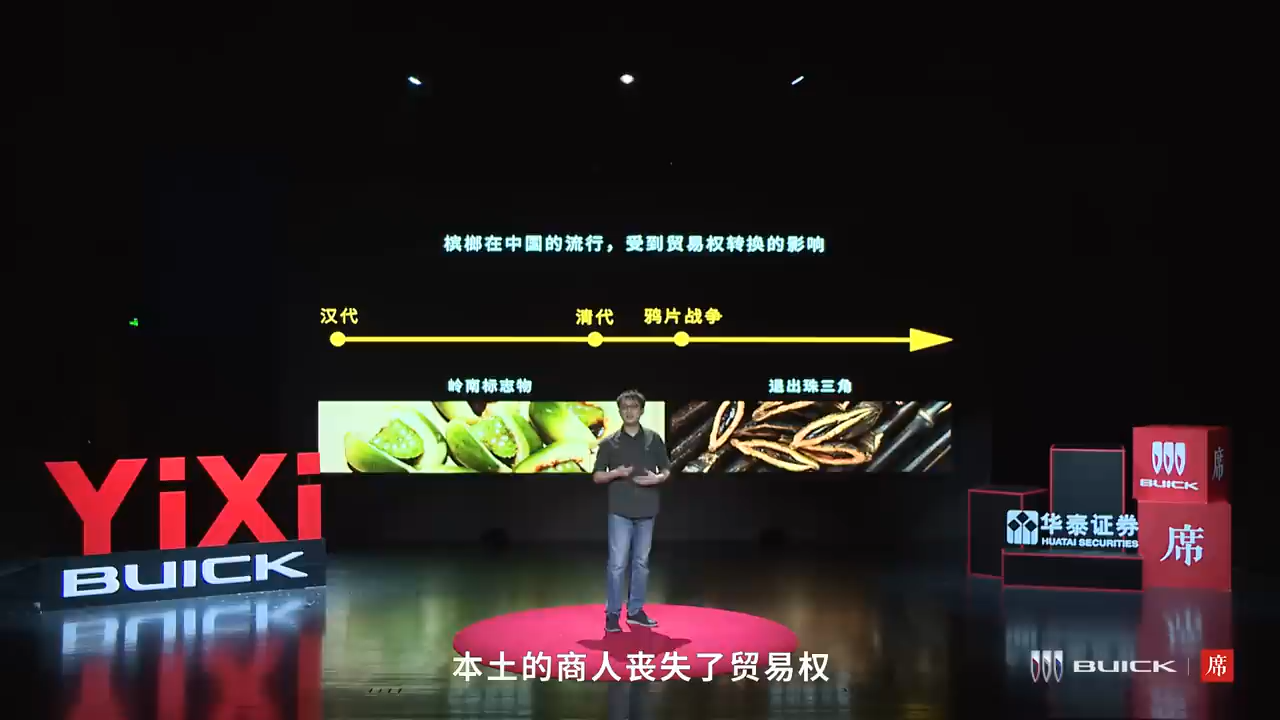 槟榔在中国的流行，受到贸易权转换的影响
汉代
清代
鸦片战争
岭南标志物
退出珠三角
YiXi
BUICK
BUICK
席
华泰证券
HUATAI SECURITIES
席
本土的商人丧失了贸易权
BUICK
席